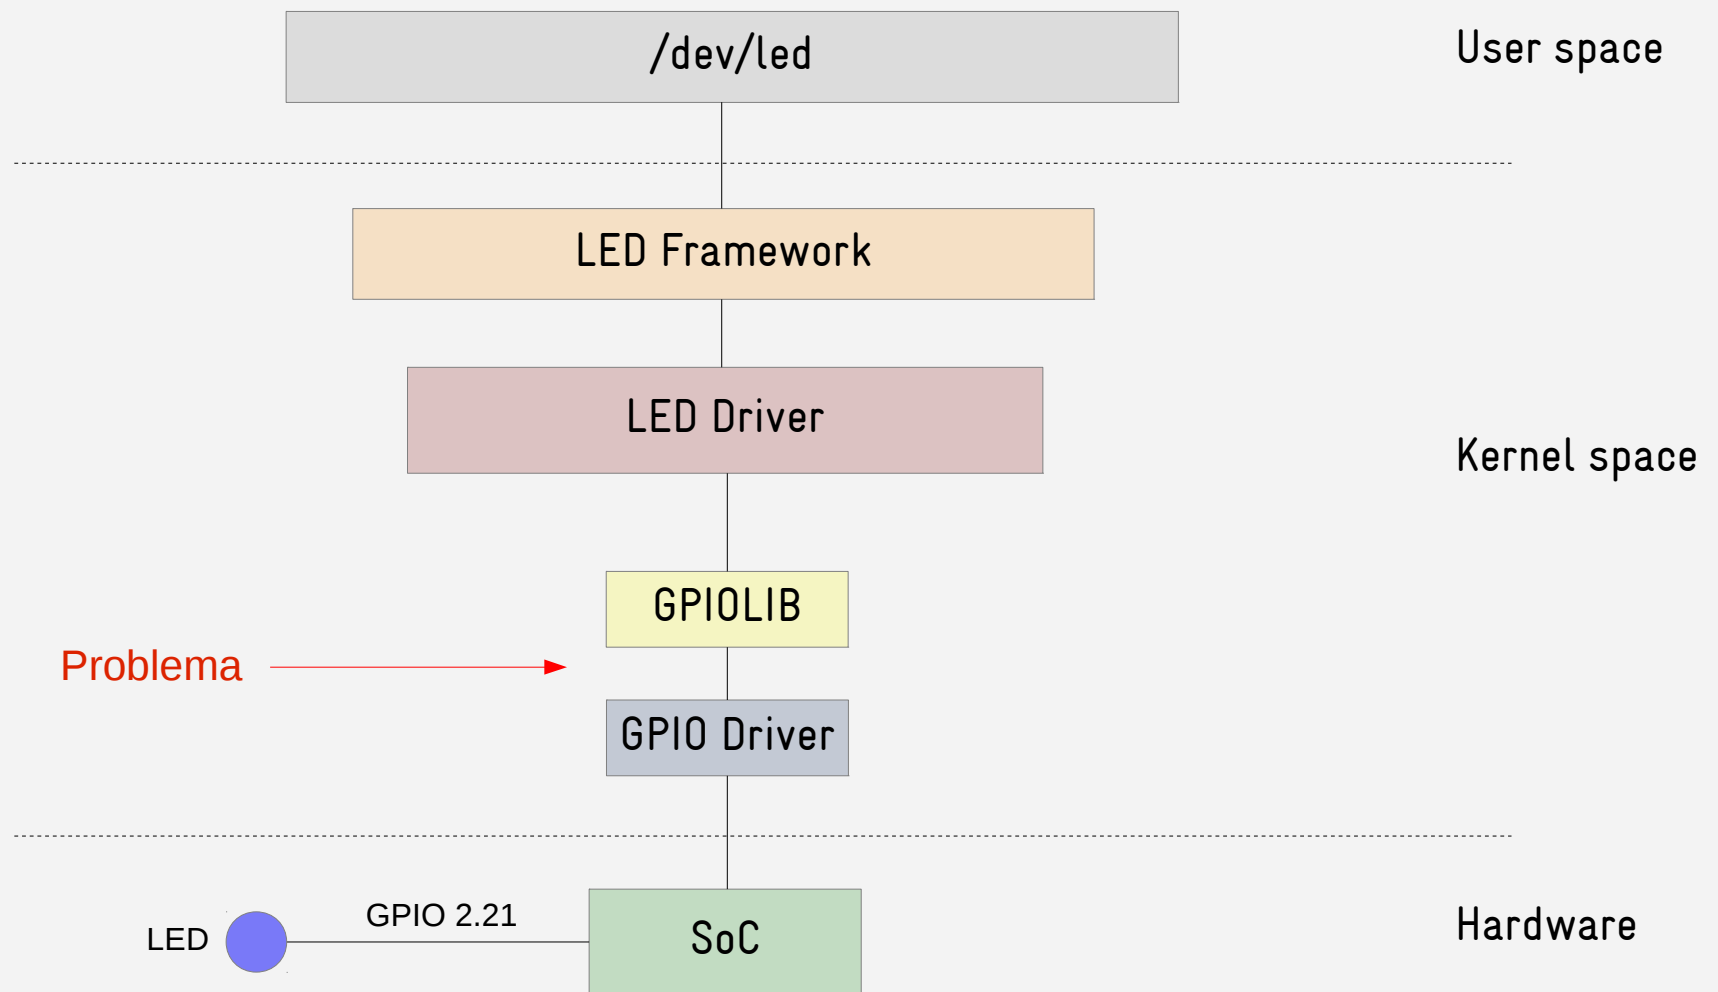 /dev/led
User space
LED Framework
LED Driver
Kernel space
GPIOLIB
Problema
GPIO Driver
GPIO 2.21
LED
SoC
Hardware